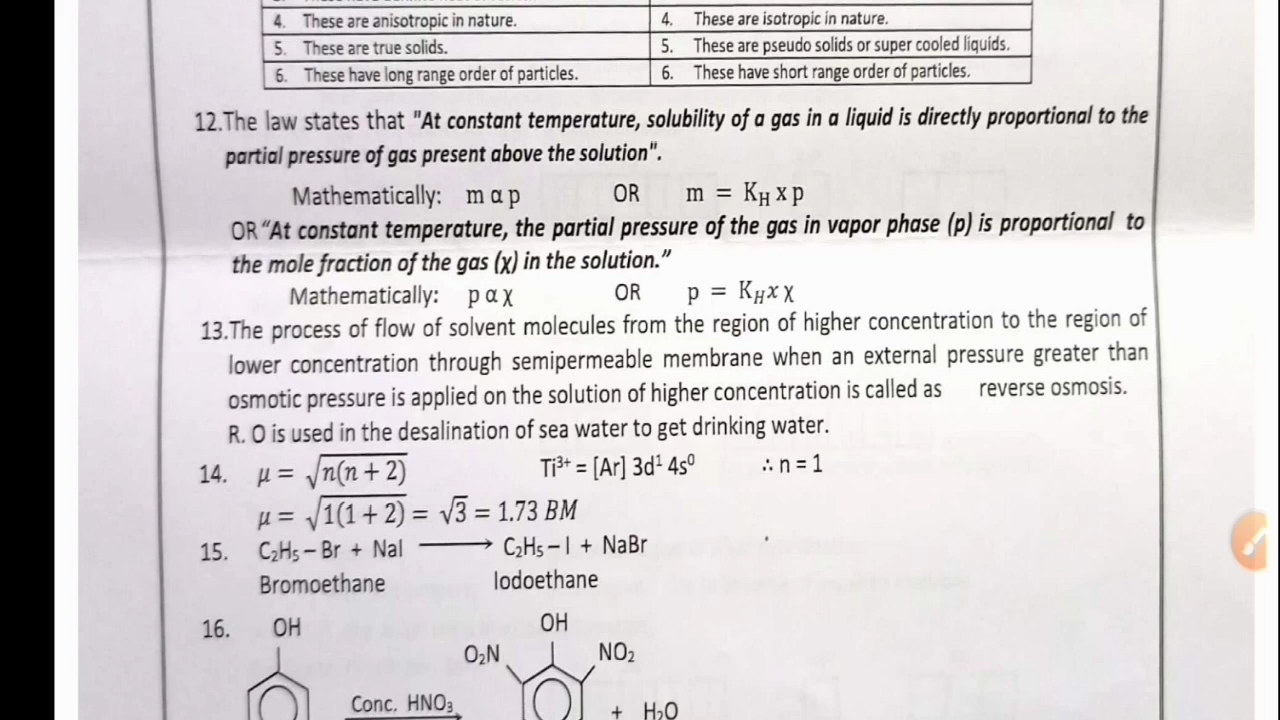 4. These are anisotropic in nature. 4. These are isotropic in nature.
5. These are true solids. 5. These are pseudo solids or super cooled liquids.
6. These have long range order of particles. 6. These have short range order of particles.
12.The law states that "At constant temperature, solubility of a gas in a liquid is directly proportional to the
partial pressure of gas present above the solution".
Mathematically: m α p OR m = K_H x p
OR "At constant temperature, the partial pressure of the gas in vapor phase (p) is proportional to
the mole fraction of the gas (χ) in the solution."
Mathematically: p α χ OR p = K_H x χ
13.The process of flow of solvent molecules from the region of higher concentration to the region of
lower concentration through semipermeable membrane when an external pressure greater than
osmotic pressure is applied on the solution of higher concentration is called as reverse osmosis.
R. O is used in the desalination of sea water to get drinking water.
14. μ = √n(n + 2) Ti³⁺ = [Ar] 3d¹ 4s⁰ ∴ n = 1
μ = √1(1 + 2) = √3 = 1.73 BM
15. C₂H₅ – Br + NaI ⟶ C₂H₅ – I + NaBr
Bromoethane Iodoethane
16. OH OH
O₂N NO₂
Conc. HNO₃ + H₂O